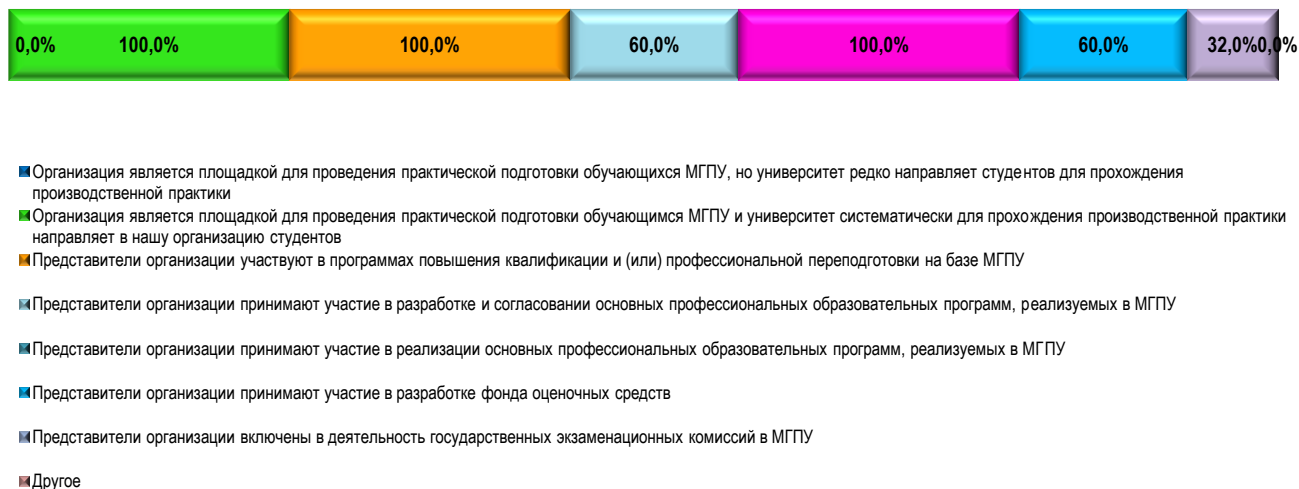 0,0% 100,0% 100,0% 60,0% 100,0% 60,0% 32,0% 0,0%
Организация является площадкой для проведения практической подготовки обучающихся МГПУ, но университет редко направляет студентов для прохождения
производственной практики
Организация является площадкой для проведения практической подготовки обучающимся МГПУ и университет систематически для прохождения производственной практики
направляет в нашу организацию студентов
Представители организации участвуют в программах повышения квалификации и (или) профессиональной переподготовки на базе МГПУ
Представители организации принимают участие в разработке и согласовании основных профессиональных образовательных программ, реализуемых в МГПУ
Представители организации принимают участие в реализации основных профессиональных образовательных программ, реализуемых в МГПУ
Представители организации принимают участие в разработке фонда оценочных средств
Представители организации включены в деятельность государственных экзаменационных комиссий в МГПУ
Другое